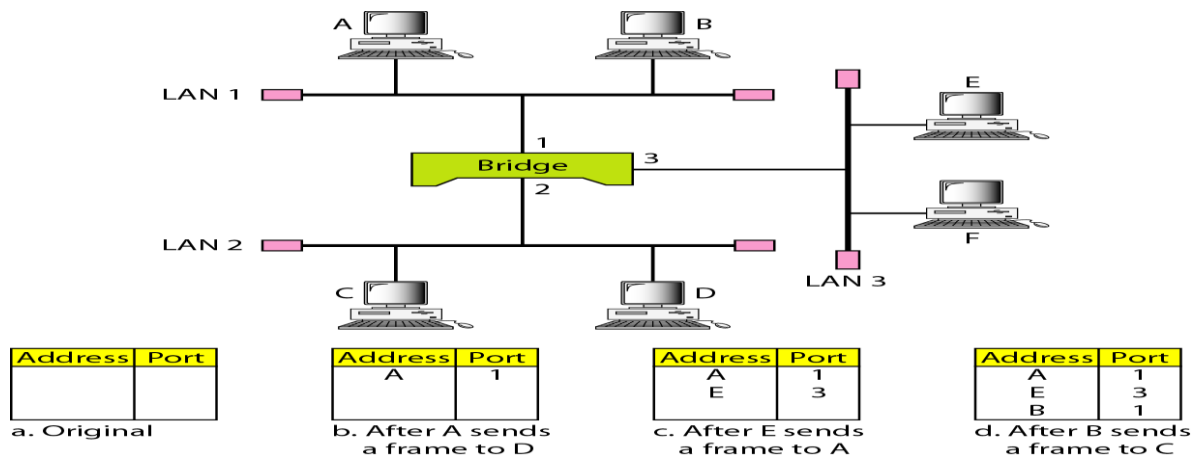 A
B
LAN 1
E
1
Bridge
3
2
LAN 2
F
C
D
LAN 3
Address Port
Address Port
A 1
Address Port
A 1
E 3
Address Port
A 1
E 3
B 1
a. Original
b. After A sends
a frame to D
c. After E sends
a frame to A
d. After B sends
a frame to C